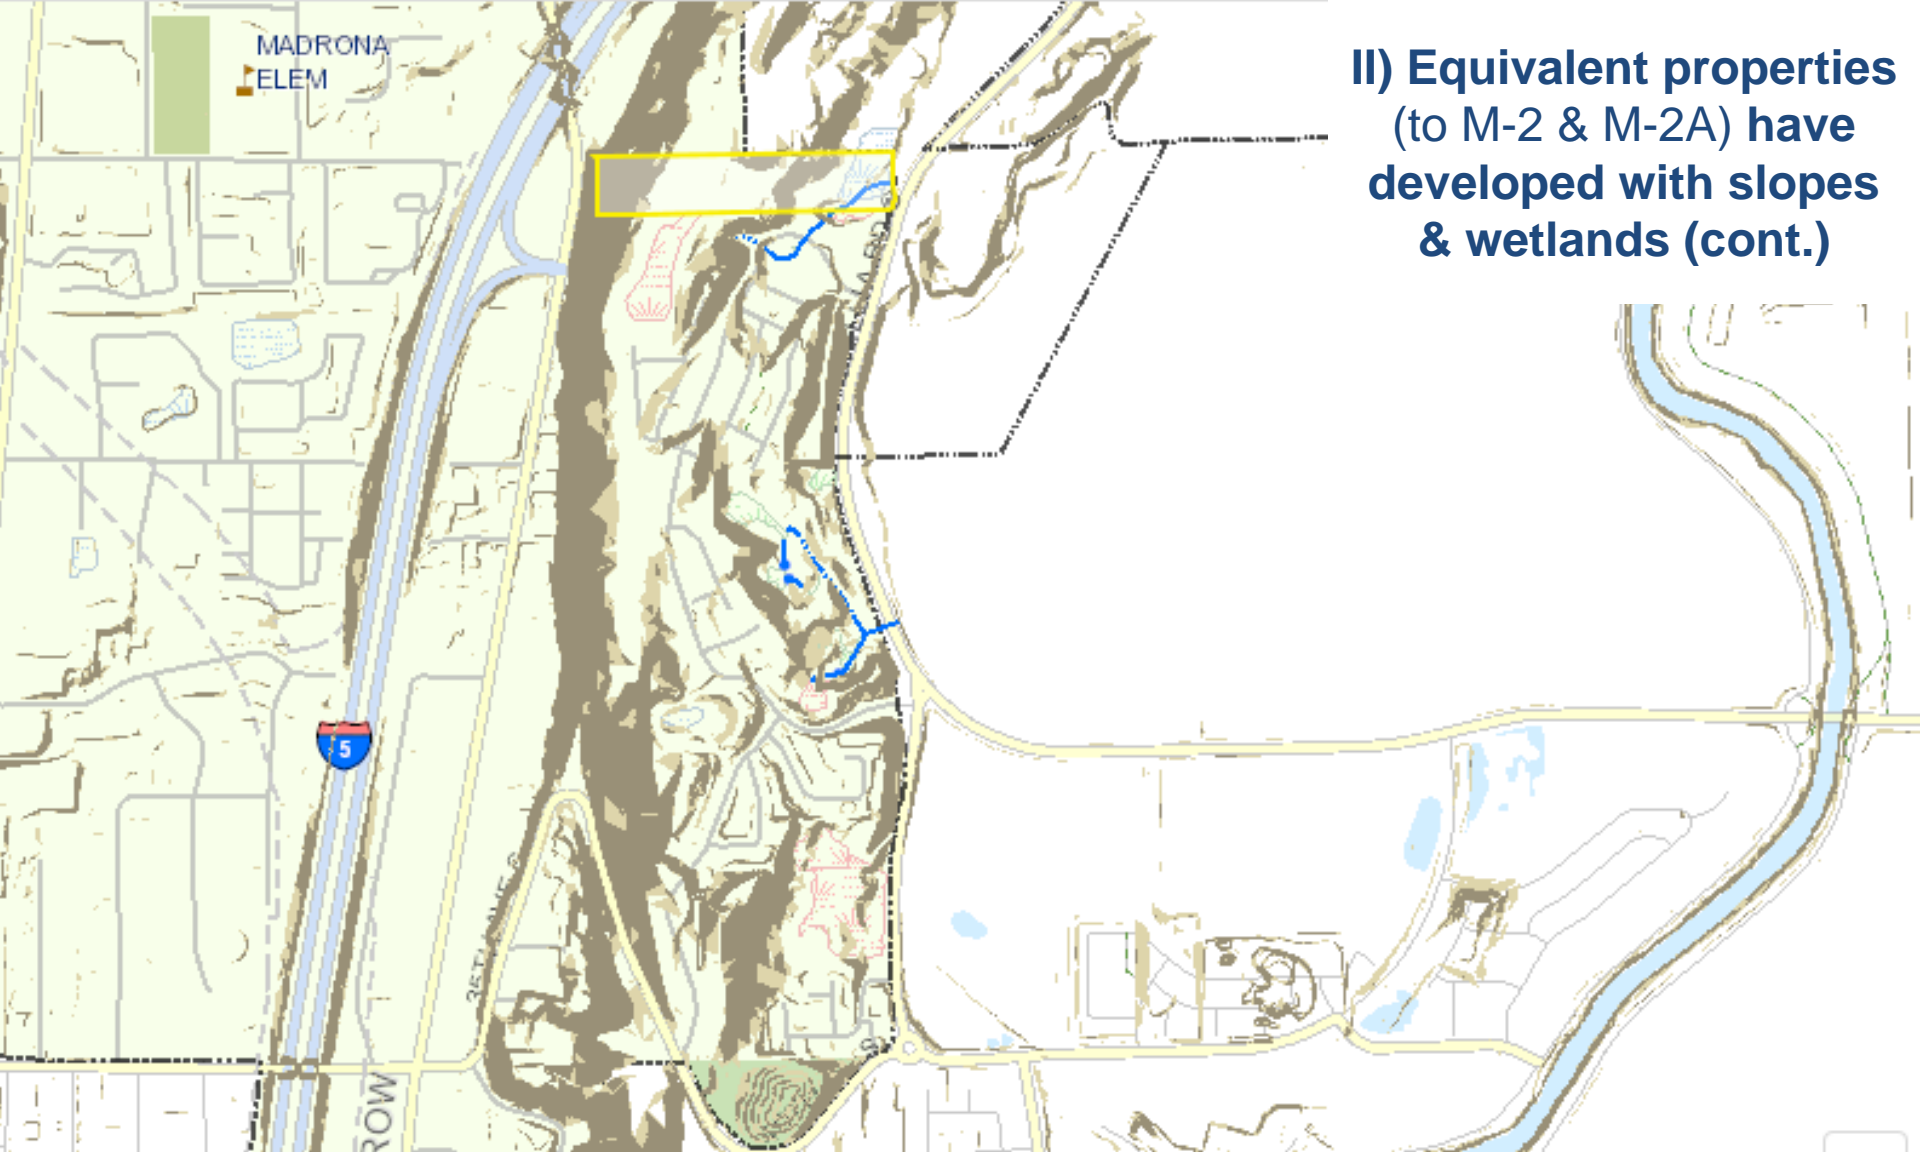 MADRONA
ELEM
II) Equivalent properties
(to M-2 & M-2A) have
developed with slopes
& wetlands (cont.)
5
ROW